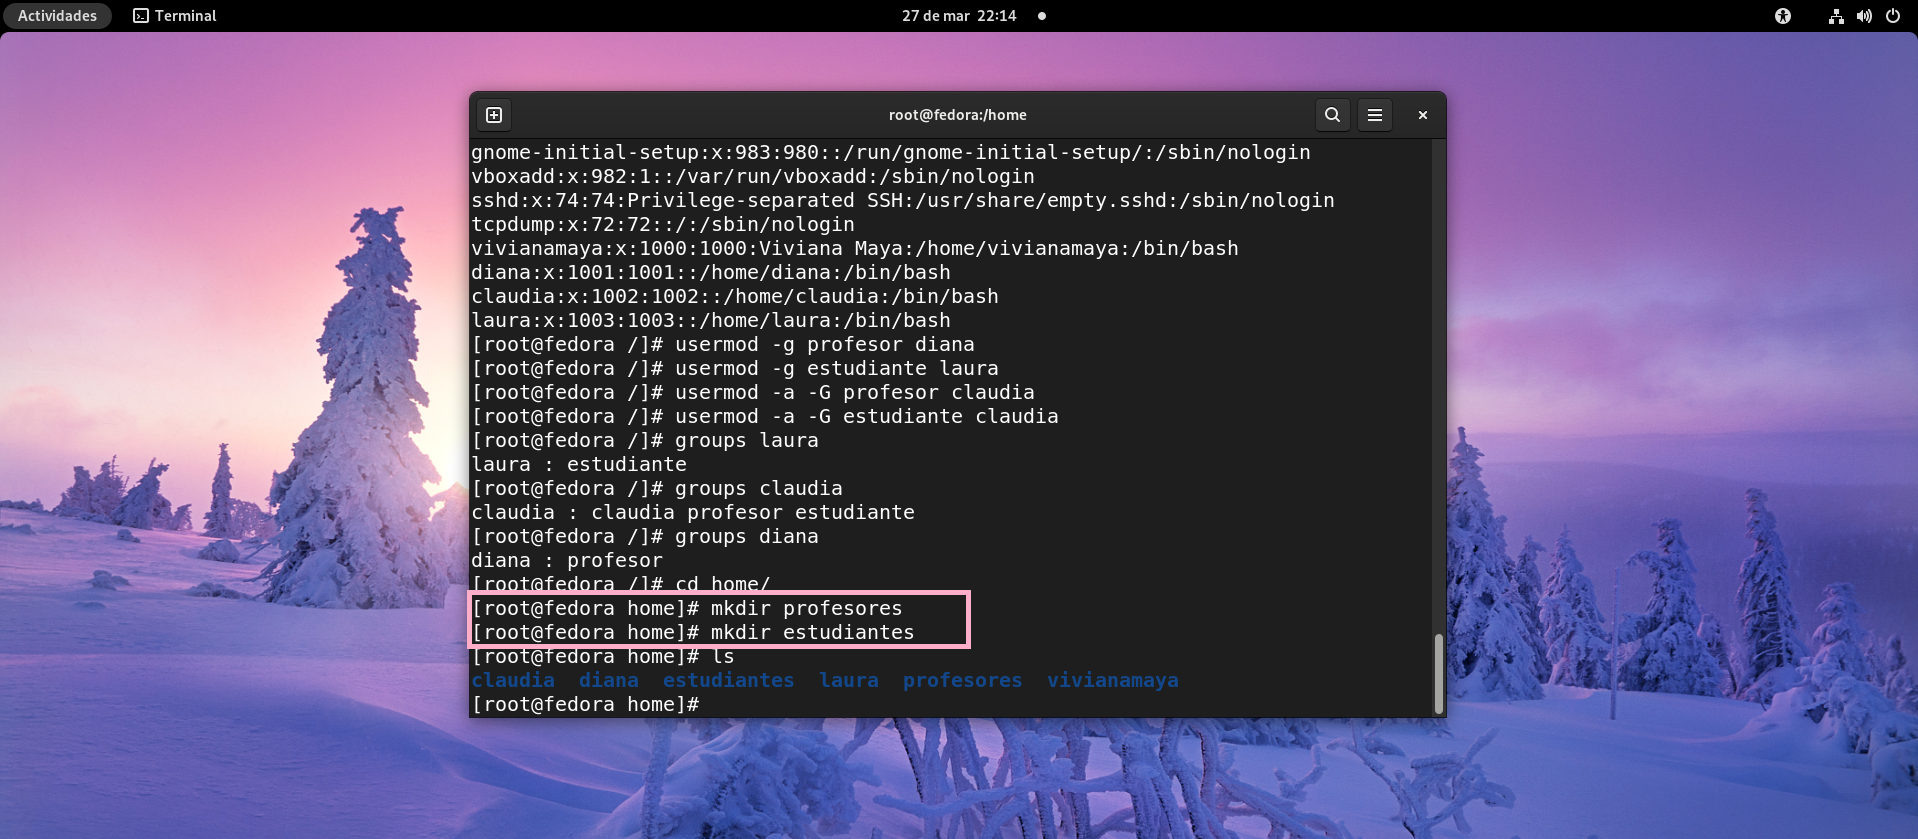 Actividades
Terminal
27 de mar 22:14
root@fedora:/home
gnome-initial-setup:x:983:980::/run/gnome-initial-setup/:/sbin/nologin
vboxadd:x:982:1::/var/run/vboxadd:/sbin/nologin
sshd:x:74:74:Privilege-separated SSH:/usr/share/empty.sshd:/sbin/nologin
tcpdump:x:72:72::/:/sbin/nologin
vivianamaya:x:1000:1000:Viviana Maya:/home/vivianamaya:/bin/bash
diana:x:1001:1001::/home/diana:/bin/bash
claudia:x:1002:1002::/home/claudia:/bin/bash
laura:x:1003:1003::/home/laura:/bin/bash
[root@fedora /]# usermod -g profesor diana
[root@fedora /]# usermod -g estudiante laura
[root@fedora /]# usermod -a -G profesor claudia
[root@fedora /]# usermod -a -G estudiante claudia
[root@fedora /]# groups laura
laura : estudiante
[root@fedora /]# groups claudia
claudia : claudia profesor estudiante
[root@fedora /]# groups diana
diana : profesor
[root@fedora /]# cd home/
[root@fedora home]# mkdir profesores
[root@fedora home]# mkdir estudiantes
[root@fedora home]# ls
claudia diana estudiantes laura profesores vivianamaya
[root@fedora home]#